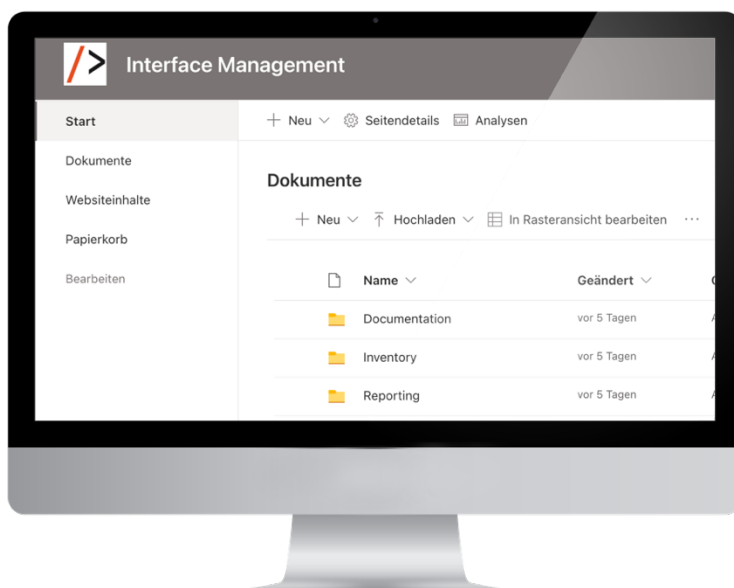 /> Interface Management
Start
Dokumente
Websiteinhalte
Papierkorb
Bearbeiten
Neu Seitendetails Analysen
Dokumente
Neu Hochladen In Rasteransicht bearbeiten ...
Name Geändert
Documentation vor 5 Tagen
Inventory vor 5 Tagen
Reporting vor 5 Tagen